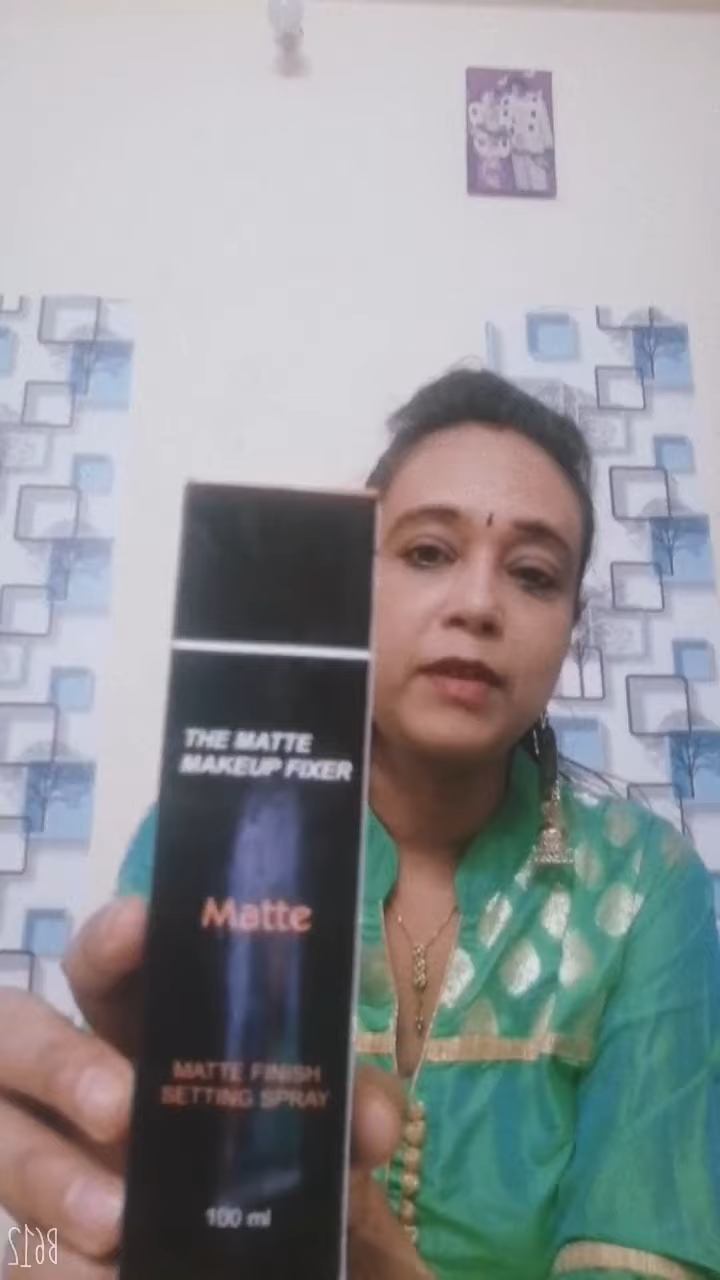 THE MATTE
MAKEUP FIXER
Matte
MATTE FINISH
SETTING SPRAY
100 ml
B612